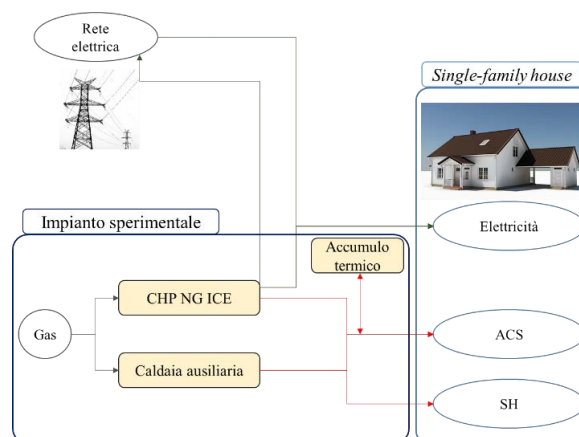 Rete
elettrica
Single-family house
Impianto sperimentale
Elettricità
Accumulo
termico
CHP NG ICE
Gas
ACS
Caldaia ausiliaria
SH